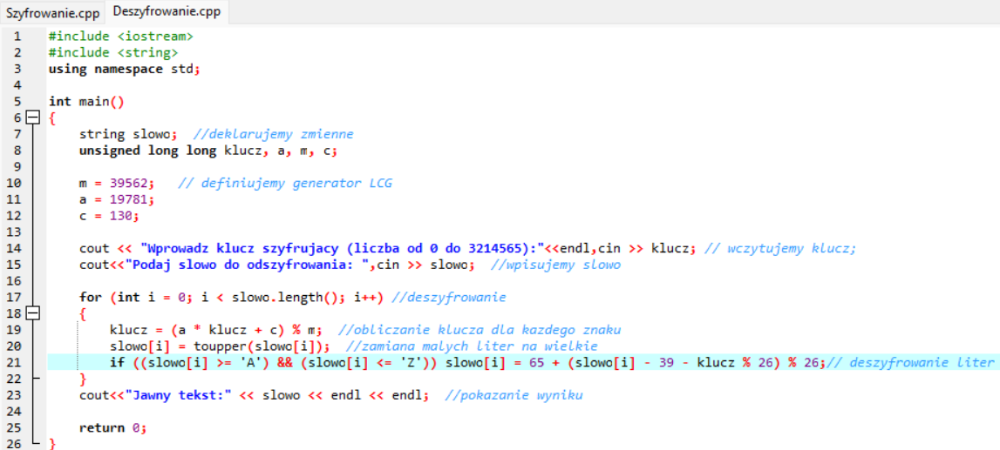 Szyfrowanie.cpp Deszyfrowanie.cpp
1 #include <iostream>
2 #include <string>
3 using namespace std;
4
5 int main()
6 {
7 string slowo; //deklarujemy zmienne
8 unsigned long long klucz, a, m, c;
9
10 m = 39562; // definiujemy generator LCG
11 a = 19781;
12 c = 130;
13
14 cout << "Wprowadz klucz szyfrujacy (liczba od 0 do 3214565):"<<endl,cin >> klucz; // wczytujemy klucz;
15 cout<<"Podaj slowo do odszyfrowania: ",cin >> slowo; //wpisujemy slowo
16
17 for (int i = 0; i < slowo.length(); i++) //deszyfrowanie
18 {
19 klucz = (a * klucz + c) % m; //obliczanie klucza dla kazdego znaku
20 slowo[i] = toupper(slowo[i]); //zamiana malych liter na wielkie
21 if ((slowo[i] >= 'A') && (slowo[i] <= 'Z')) slowo[i] = 65 + (slowo[i] - 39 - klucz % 26) % 26;// deszyfrowanie liter
22 }
23 cout<<"Jawny tekst:" << slowo << endl << endl; //pokazanie wyniku
24
25 return 0;
26 }